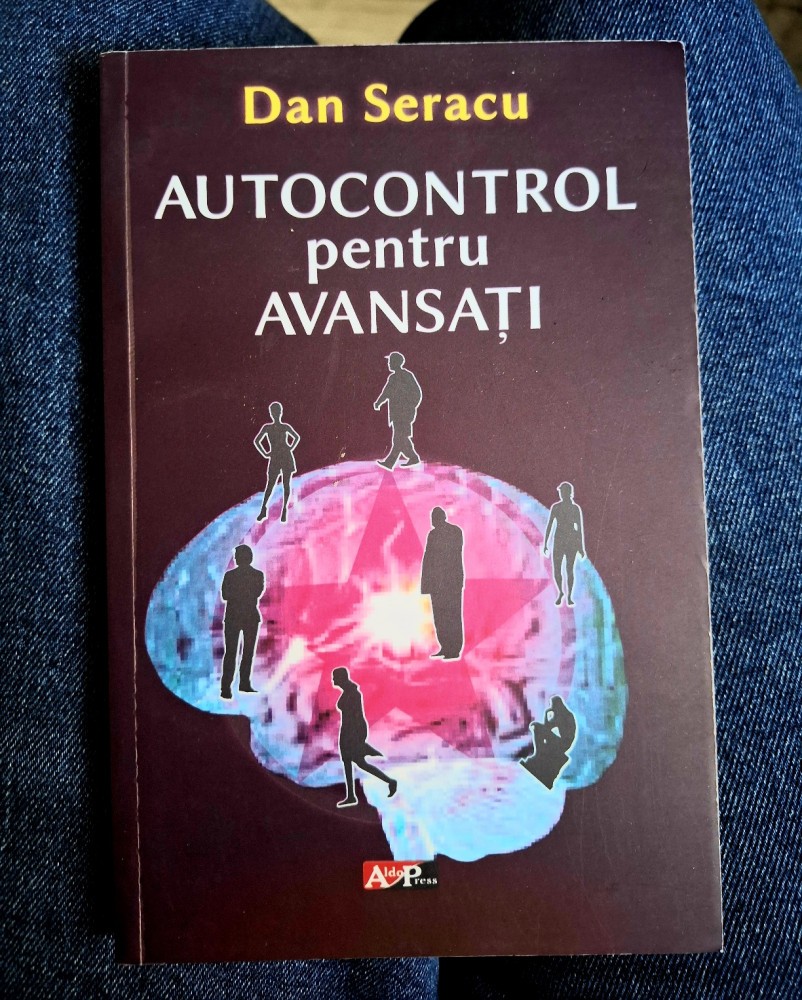 Dan Seracu
AUTOCONTROL
pentru
AVANSAȚI
AldoPress